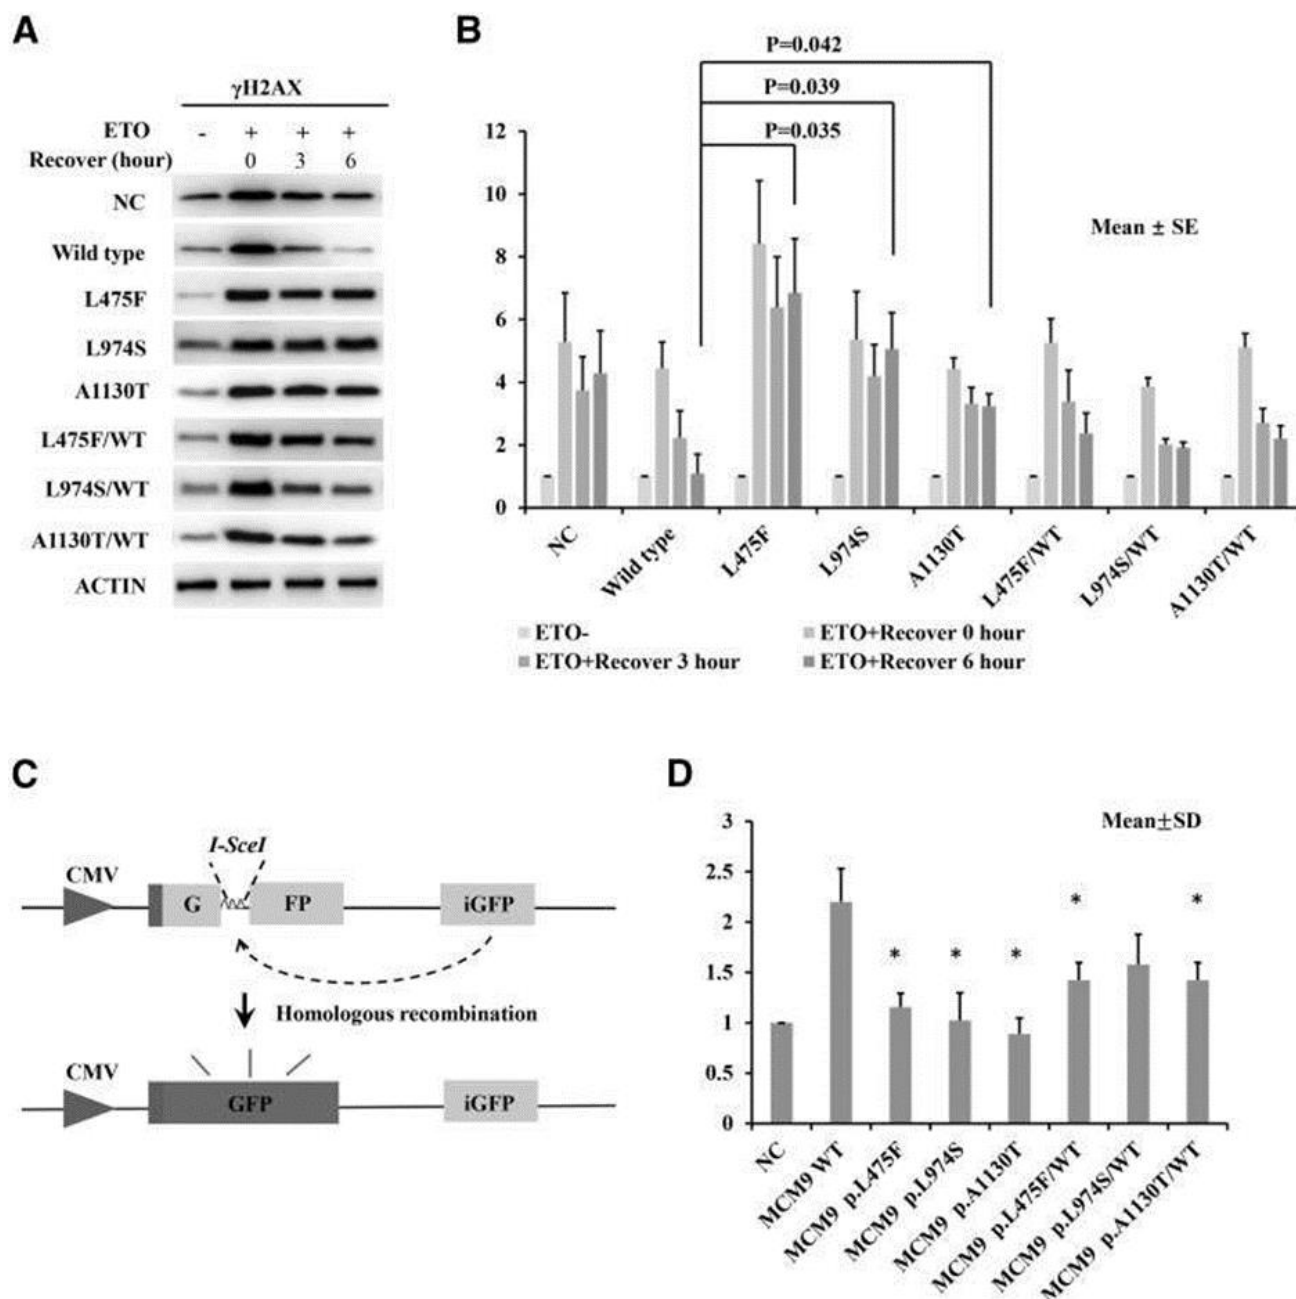 A
γH2AX
ETO - + + +
Recover (hour) 0 3 6
NC
Wild type
L475F
L974S
A1130T
L475F/WT
L974S/WT
A1130T/WT
ACTIN
B
P=0.042
P=0.039
P=0.035
Mean ± SE
12
10
8
6
4
2
0
NC
Wild type
L475F
L974S
A1130T
L475F/WT
L974S/WT
A1130T/WT
ETO-
ETO+Recover 0 hour
ETO+Recover 3 hour
ETO+Recover 6 hour
C
I-SceI
CMV
G
FP
iGFP
Homologous recombination
CMV
GFP
iGFP
D
Mean±SD
3
2.5
2
1.5
1
0.5
0
* * * * *
NC
MCM9 WT
MCM9 p.L475F
MCM9 p.L974S
MCM9 p.A1130T
MCM9 p.L475F/WT
MCM9 p.L974S/WT
MCM9 p.A1130T/WT